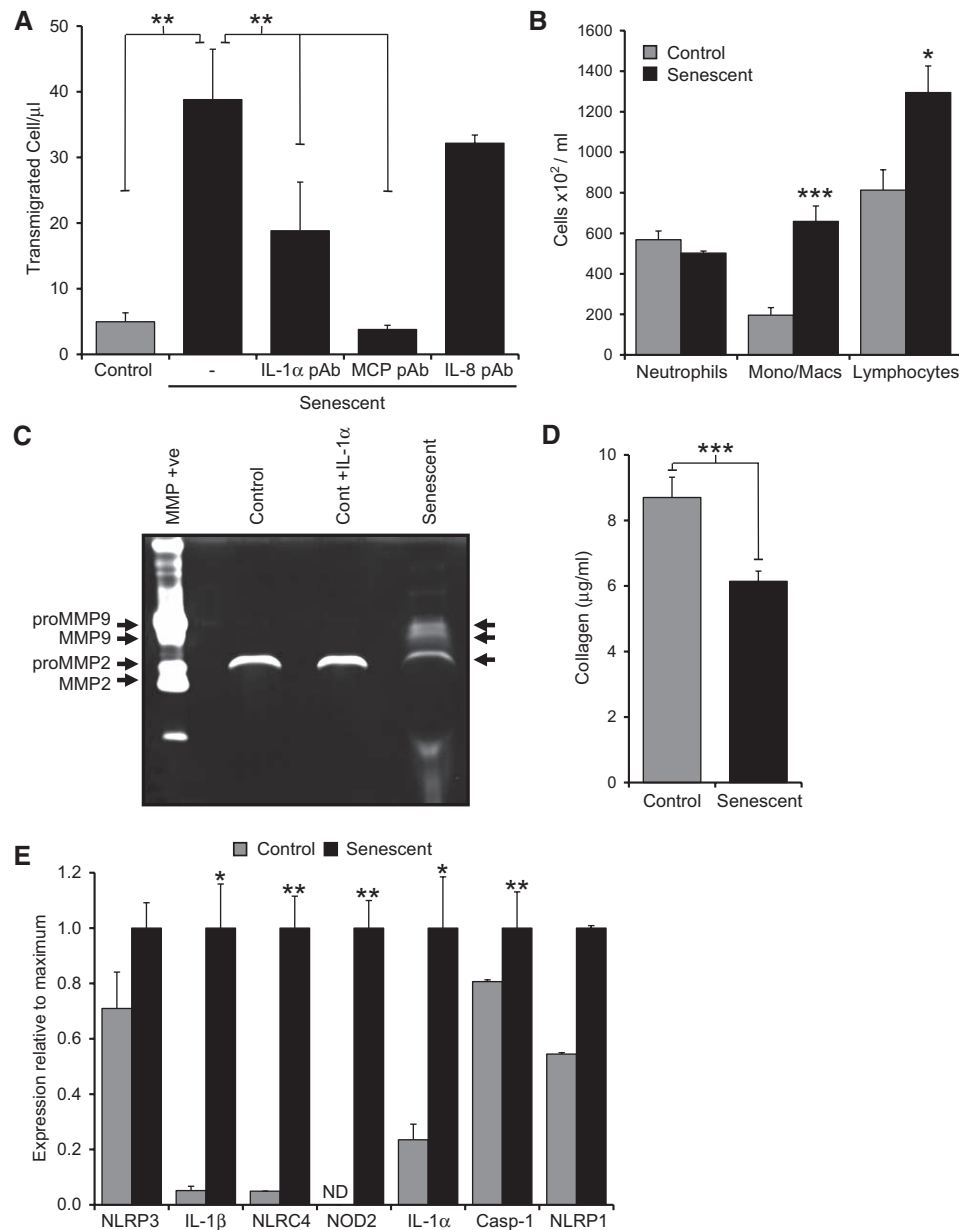 A
**
**
50
40
30
20
10
0
Transmigrated Cell/μl
Control
-
IL-1α pAb
MCP pAb
IL-8 pAb
Senescent
B
1600
1400
1200
1000
800
600
400
200
0
Cells x10² / ml
Control
Senescent
***
*
Neutrophils
Mono/Macs
Lymphocytes
C
MMP +ve
Control
Cont +IL-1α
Senescent
proMMP9
MMP9
proMMP2
MMP2
D
***
10
8
6
4
2
0
Collagen (μg/ml)
Control
Senescent
E
Control
Senescent
1.2
1.0
0.8
0.6
0.4
0.2
0.0
Expression relative to maximum
*
**
**
*
**
ND
NLRP3
IL-1β
NLRC4
NOD2
IL-1α
Casp-1
NLRP1